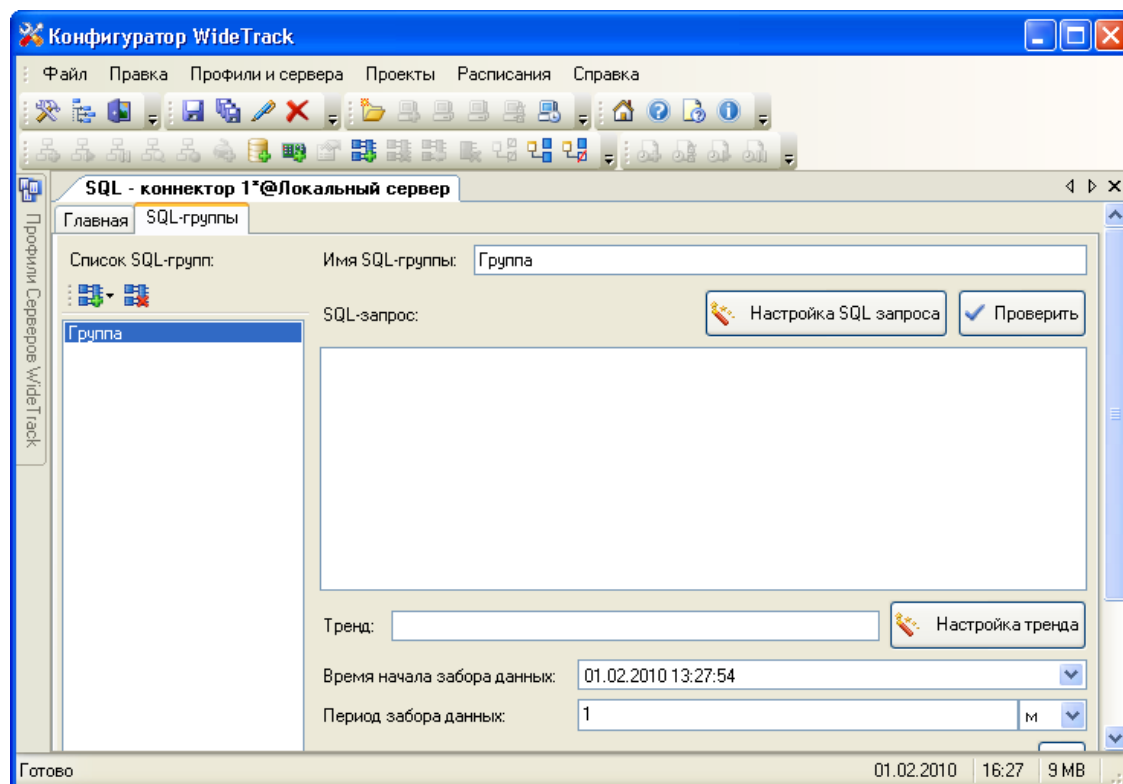 Конфигуратор WideTrack
Файл Правка Профили и сервера Проекты Расписания Справка
Профили Серверов WideTrack
SQL - коннектор 1*@Локальный сервер
Главная SQL-группы
Список SQL-групп:
Имя SQL-группы: Группа
SQL-запрос: Настройка SQL запроса Проверить
Группа
Тренд: Настройка тренда
Время начала забора данных: 01.02.2010 13:27:54
Период забора данных: 1 м
Готово 01.02.2010 16:27 9 MB